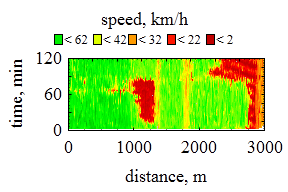 speed, km/h
< 62 < 42 < 32 < 22 < 2
time, min
120
60
0
0 1000 2000 3000
distance, m